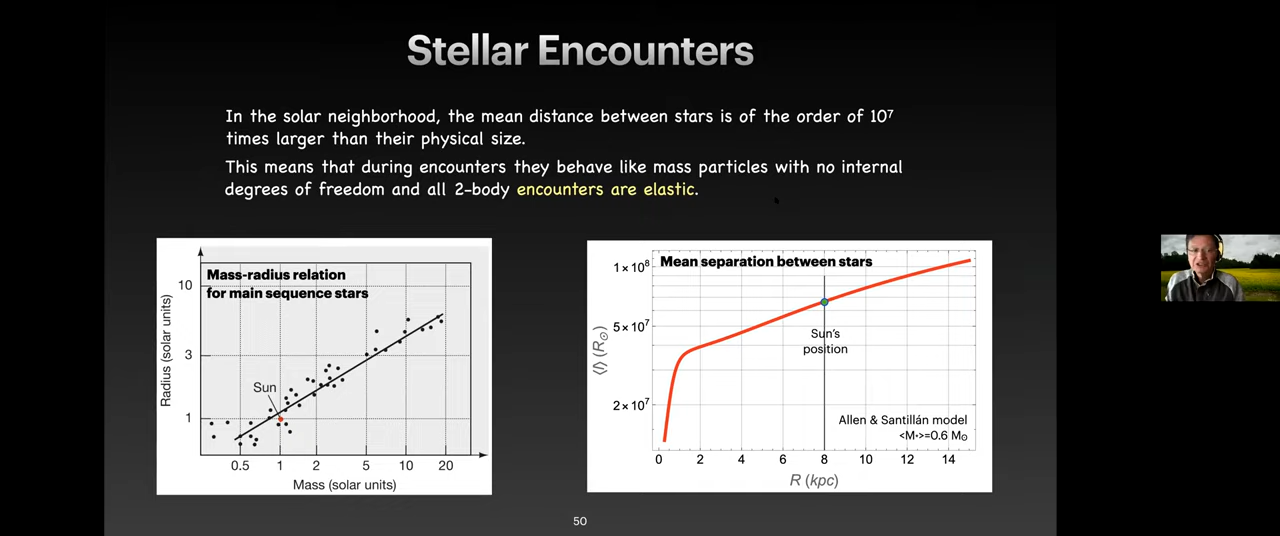 Stellar Encounters
In the solar neighborhood, the mean distance between stars is of the order of 10⁷
times larger than their physical size.
This means that during encounters they behave like mass particles with no internal
degrees of freedom and all 2-body encounters are elastic.
Mass-radius relation
for main sequence stars
10
3
1
Radius (solar units)
Sun
0.5 1 2 5 10 20
Mass (solar units)
Mean separation between stars
1×10⁸
5×10⁷
2×10⁷
⟨l⟩ (R☉)
Sun's
position
Allen & Santillán model
<M*>=0.6 M☉
0 2 4 6 8 10 12 14
R (kpc)
50